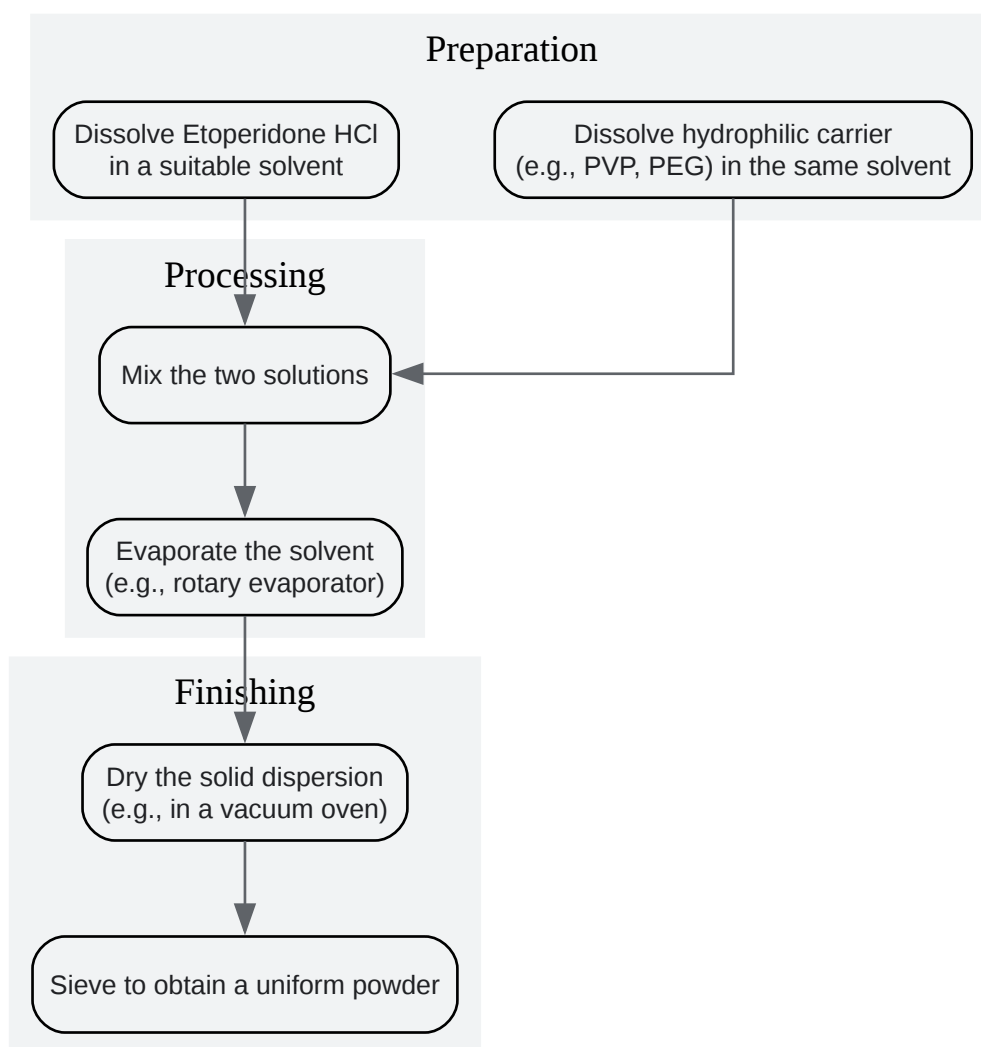 Preparation
Dissolve Etoperidone HCl
in a suitable solvent
Dissolve hydrophilic carrier
(e.g., PVP, PEG) in the same solvent
Processing
Mix the two solutions
Evaporate the solvent
(e.g., rotary evaporator)
Finishing
Dry the solid dispersion
(e.g., in a vacuum oven)
Sieve to obtain a uniform powder